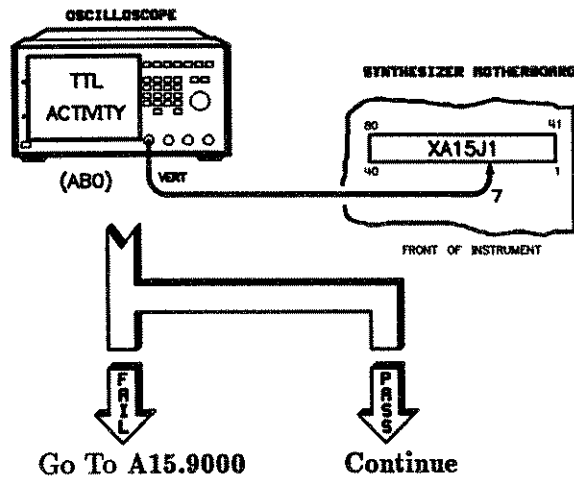 OSCILLOSCOPE
TTL
ACTIVITY
(AB0)
VERT
SYNTHESIZER MOTHERBOARD
80
41
XA15J1
40
1
7
FRONT OF INSTRUMENT
FAIL
PASS
Go To A15.9000
Continue